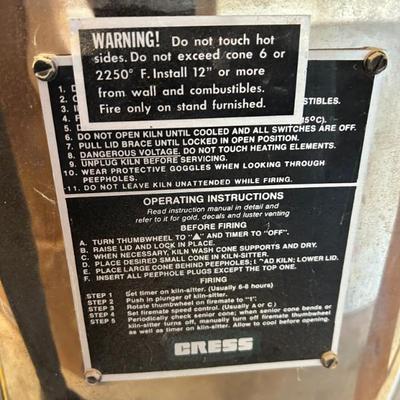 WARNING! Do not touch hot
sides. Do not exceed cone 6 or
2250° F. Install 12" or more
from wall and combustibles.
Fire only on stand furnished.
1.
2.
3. STIBLES.
4. 15°C).
5.
6. DO NOT OPEN KILN UNTIL COOLED AND ALL SWITCHES ARE OFF.
7. PULL LID BRACE UNTIL LOCKED IN OPEN POSITION.
8. DANGEROUS VOLTAGE. DO NOT TOUCH HEATING ELEMENTS.
9. UNPLUG KILN BEFORE SERVICING.
10. WEAR PROTECTIVE GOGGLES WHEN LOOKING THROUGH
PEEPHOLES.
11. DO NOT LEAVE KILN UNATTENDED WHILE FIRING.
OPERATING INSTRUCTIONS
Read instruction manual in detail and
refer to it for gold, decals and luster venting
BEFORE FIRING
A. TURN THUMBWHEEL TO "▲" AND TIMER TO "OFF".
B. RAISE LID AND LOCK IN PLACE.
C. WHEN NECESSARY, KILN WASH CONE SUPPORTS AND DRY.
D. PLACE DESIRED SMALL CONE IN KILN-SITTER.
E. PLACE LARGE CONE BEHIND PEEPHOLES; AD KILN; LOWER LID.
F. INSERT ALL PEEPHOLE PLUGS EXCEPT THE TOP ONE.
FIRING
STEP 1 Set timer on kiln-sitter. (Usually 6-8 hours)
STEP 2 Push in plunger of kiln-sitter.
STEP 3 Rotate thumbwheel on firemate to "1".
STEP 4 Set firemate speed control. (Usually A or C)
STEP 5 Periodically check senior cone; when senior cone bends or
kiln-sitter turns off, manually turn off firemate thumbwheel
as well as timer on kiln-sitter. Allow to cool before opening.
CRESS